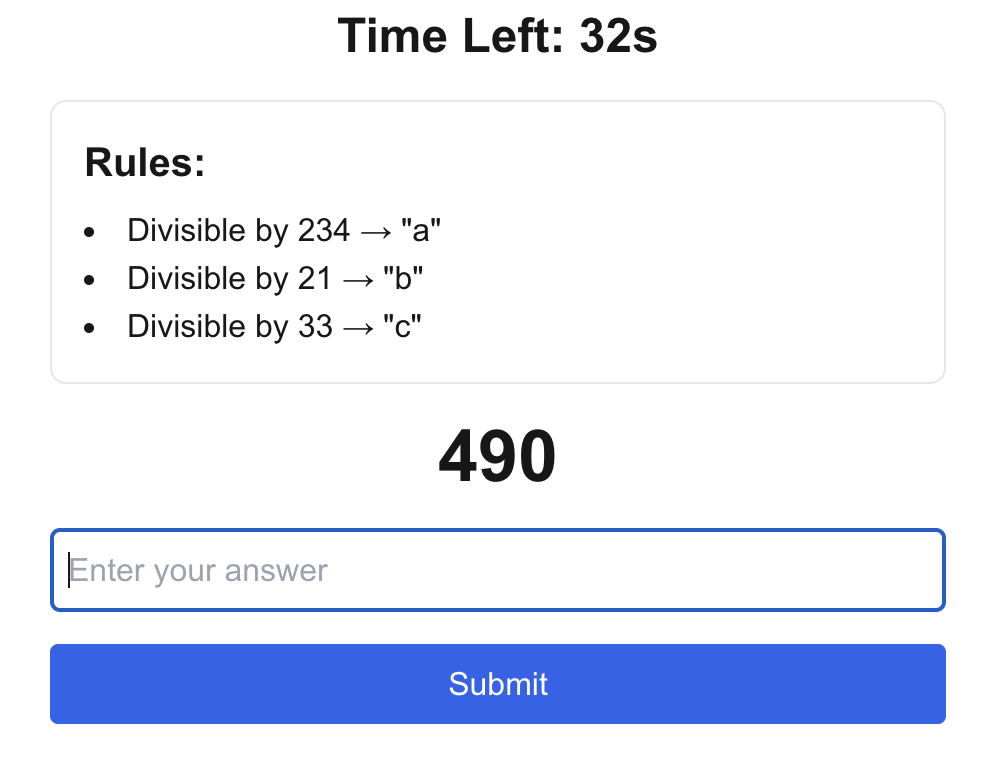 Time Left: 32s
Rules:
• Divisible by 234 → "a"
• Divisible by 21 → "b"
• Divisible by 33 → "c"
490
Enter your answer
Submit